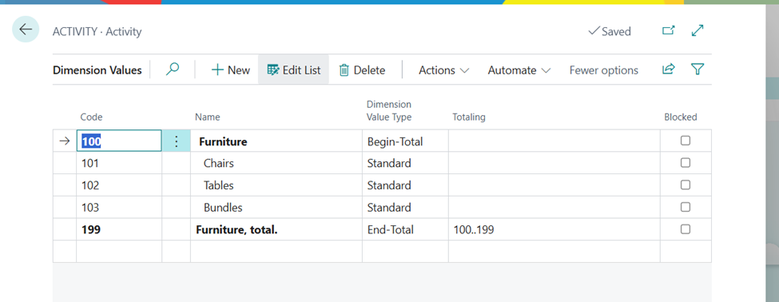 ACTIVITY · Activity
Saved
Dimension Values
New
Edit List
Delete
Actions
Automate
Fewer options
Code
Name
Dimension Value Type
Totaling
Blocked
100 Furniture Begin-Total
101 Chairs Standard
102 Tables Standard
103 Bundles Standard
199 Furniture, total. End-Total 100..199